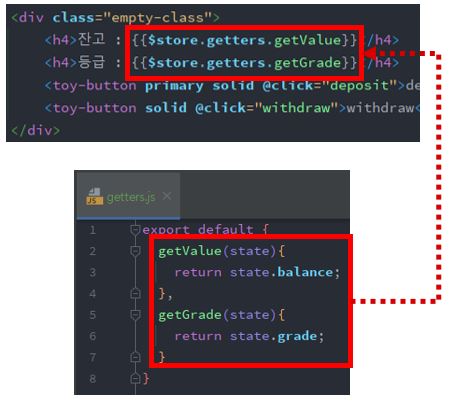 <div class="empty-class">
<h4>잔고 : {{$store.getters.getValue}}</h4>
<h4>등급 : {{$store.getters.getGrade}}</h4>
<toy-button primary solid @click="deposit">de
<toy-button solid @click="withdraw">withdraw<
</div>
JS getters.js ×
1 export default {
2 getValue(state){
3 return state.balance;
4 },
5 getGrade(state){
6 return state.grade;
7 }
8 }